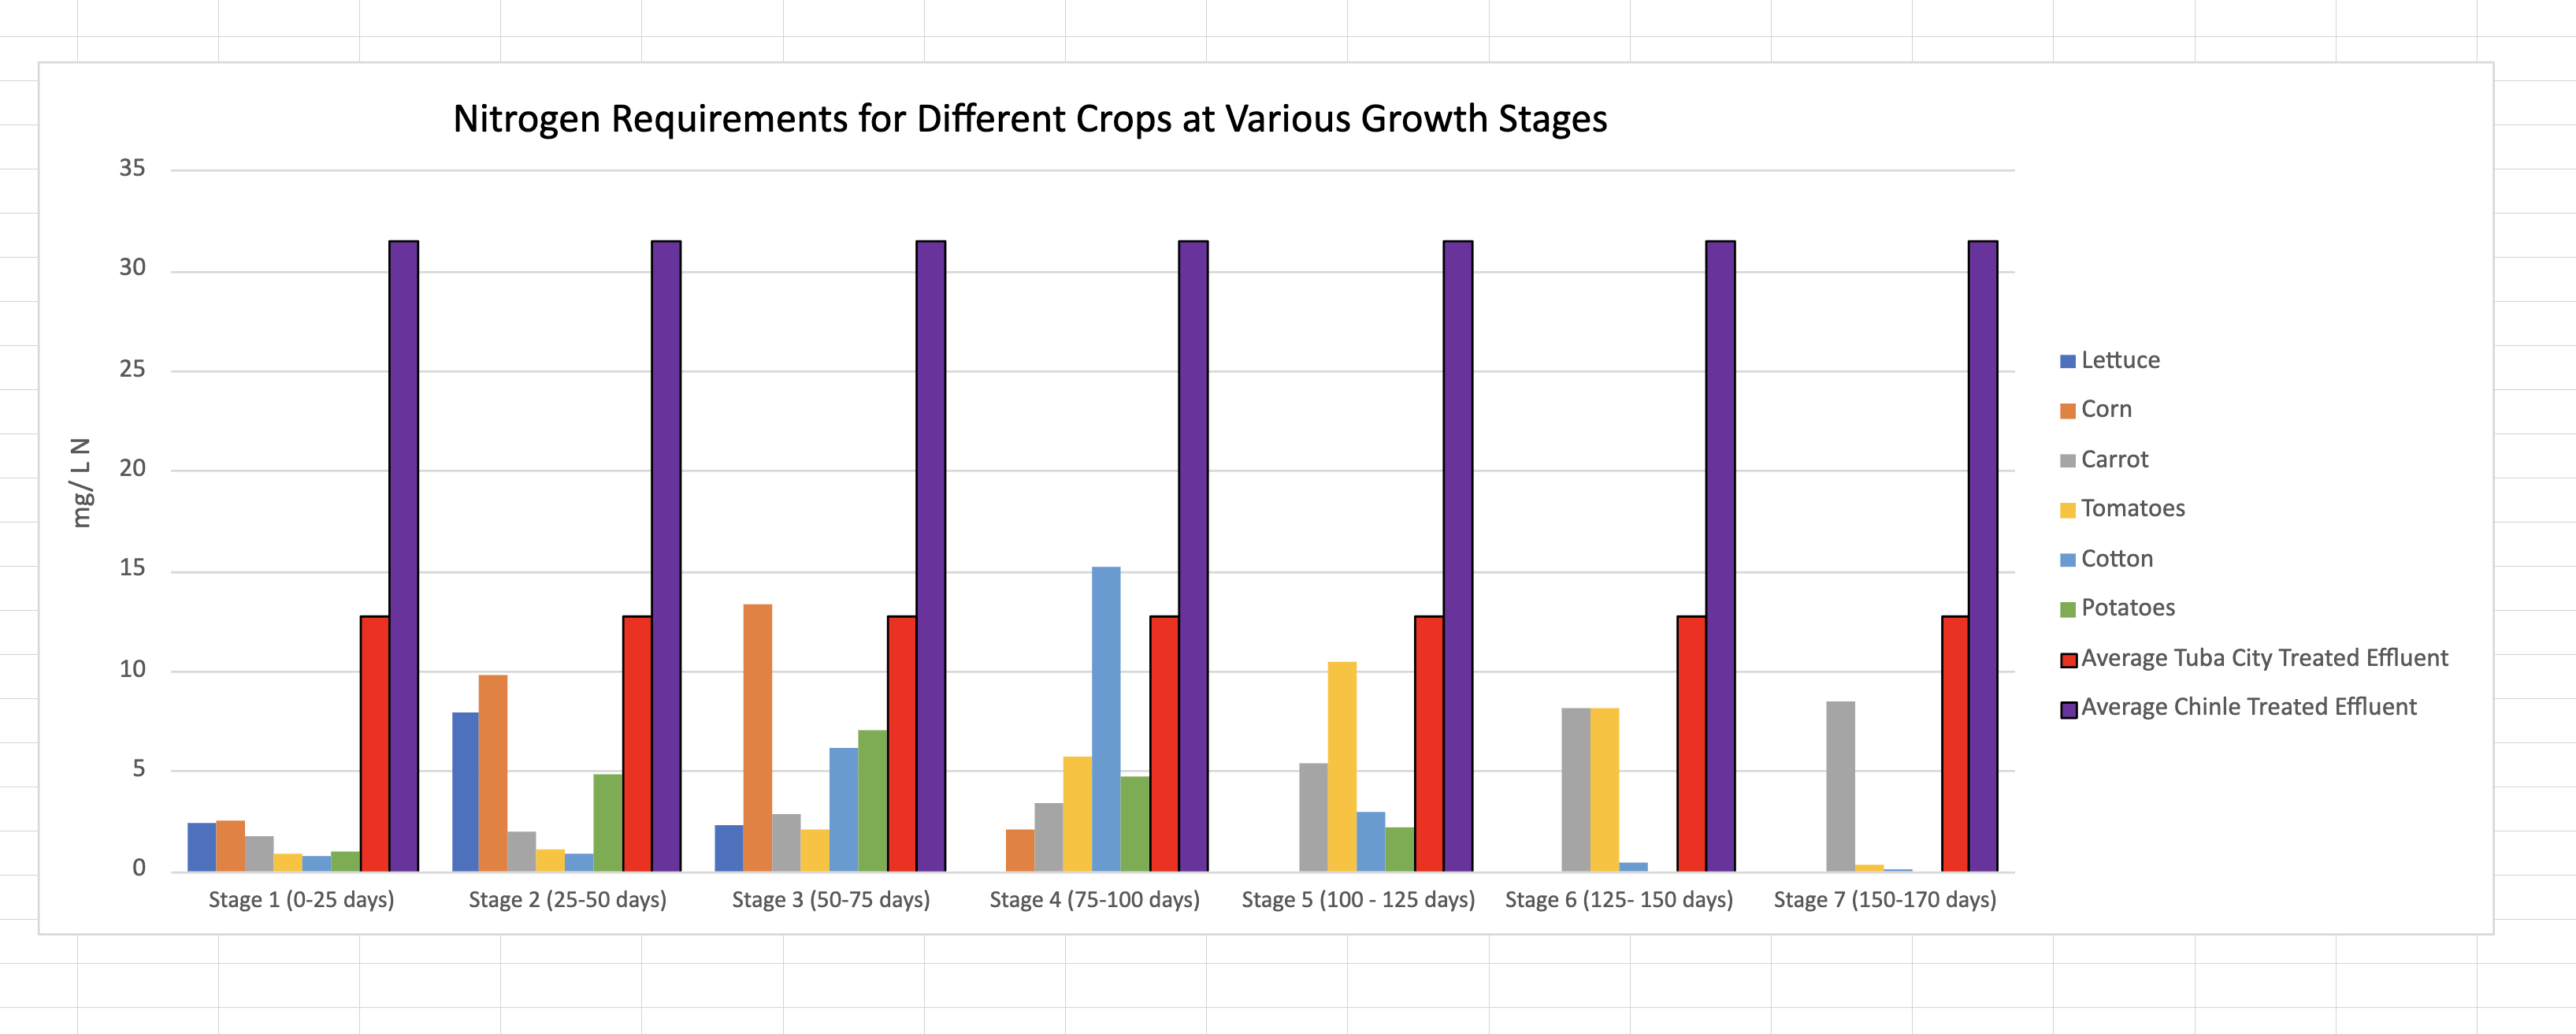 Nitrogen Requirements for Different Crops at Various Growth Stages
35
30
25
20
15
10
5
0
mg/ L N
Stage 1 (0-25 days)
Stage 2 (25-50 days)
Stage 3 (50-75 days)
Stage 4 (75-100 days)
Stage 5 (100 - 125 days)
Stage 6 (125- 150 days)
Stage 7 (150-170 days)
Lettuce
Corn
Carrot
Tomatoes
Cotton
Potatoes
Average Tuba City Treated Effluent
Average Chinle Treated Effluent